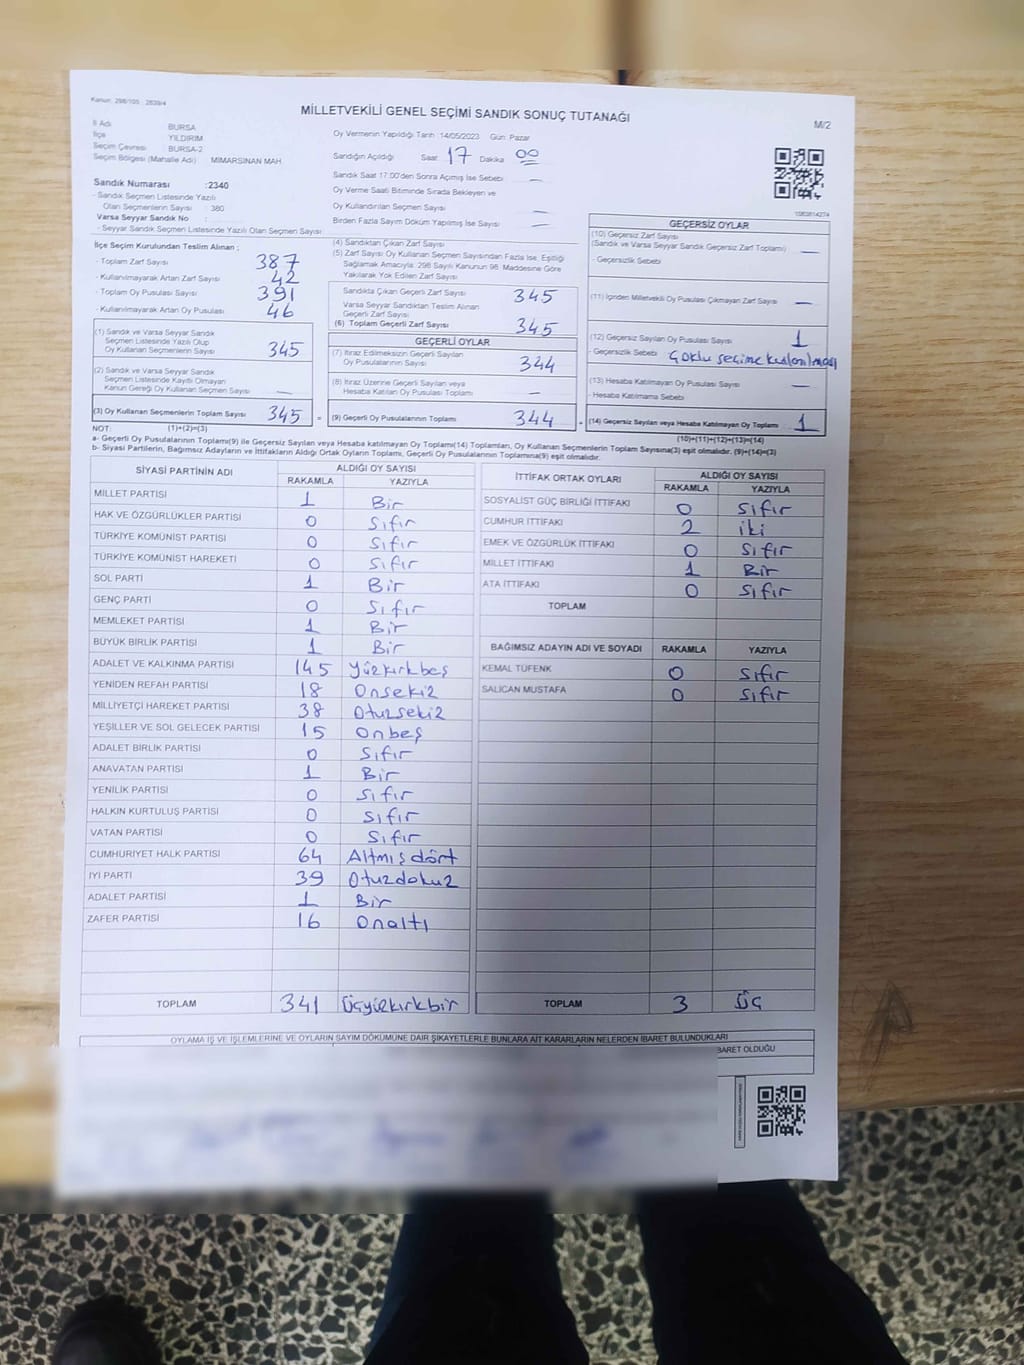 Kanun: 298/105 , 2839/4
MİLLETVEKİLİ GENEL SEÇİMİ SANDIK SONUÇ TUTANAĞI
M/2
İl Adı BURSA
İlçe YILDIRIM
Seçim Çevresi : BURSA-2
Seçim Bölgesi (Mahalle Adı) MİMARSINAN MAH.
Sandık Numarası :2340
- Sandık Seçmen Listesinde Yazılı
Olan Seçmenlerin Sayısı : 380
Varsa Seyyar Sandık No :
- Seyyar Sandık Seçmen Listesinde Yazılı Olan Seçmen Sayısı
Oy Vermenin Yapıldığı Tarih :14/05/2023 Gün: Pazar
Sandığın Açıldığı Saat 17 Dakika 00
Sandık Saat 17:00'den Sonra Açılmış İse Sebebi —
Oy Verme Saati Bitiminde Sırada Bekleyen ve
Oy Kullandırılan Seçmen Sayısı —
Birden Fazla Sayım Döküm Yapılmış İse Sayısı —
İlçe Seçim Kurulundan Teslim Alınan ;
- Toplam Zarf Sayısı 387
- Kullanılmayarak Artan Zarf Sayısı 42
- Toplam Oy Pusulası Sayısı 391
- Kullanılmayarak Artan Oy Pusulası 46
(1) Sandık ve Varsa Seyyar Sandık
Seçmen Listesinde Yazılı Olup
Oy Kullanan Seçmenlerin Sayısı 345
(2) Sandık ve Varsa Seyyar Sandık
Seçmen Listesinde Kayıtlı Olmayan
Kanun Gereği Oy Kullanan Seçmen Sayısı —
(3) Oy Kullanan Seçmenlerin Toplam Sayısı 345 =
(4) Sandıktan Çıkan Zarf Sayısı
(5) Zarf Sayısı Oy Kullanan Seçmen Sayısından Fazla İse, Eşitliği
Sağlamak Amacıyla, 298 Sayılı Kanunun 98. Maddesine Göre
Yakılarak Yok Edilen Zarf Sayısı
Sandıkta Çıkan Geçerli Zarf Sayısı 345
Varsa Seyyar Sandıktan Teslim Alınan
Geçerli Zarf Sayısı
(6) Toplam Geçerli Zarf Sayısı 345
GEÇERLİ OYLAR
(7) İtiraz Edilmeksizin Geçerli Sayılan
Oy Pusulalarının Sayısı 344
(8) İtiraz Üzerine Geçerli Sayılan veya
Hesaba Katılan Oy Pusulası Toplamı —
(9) Geçerli Oy Pusulalarının Toplamı 344 +
GEÇERSİZ OYLAR
(10) Geçersiz Zarf Sayısı
(Sandık ve Varsa Seyyar Sandık Geçersiz Zarf Toplamı) —
- Geçersizlik Sebebi
(11) İçinden Milletvekili Oy Pusulası Çıkmayan Zarf Sayısı —
(12) Geçersiz Sayılan Oy Pusulası Sayısı 1
- Geçersizlik Sebebi Çoklu seçime kullanılması
(13) Hesaba Katılmayan Oy Pusulası Sayısı —
- Hesaba Katılmama Sebebi
(14) Geçersiz Sayılan veya Hesaba Katılmayan Oy Toplamı 1
NOT: (1)+(2)=(3) (10)+(11)+(12)+(13)=(14)
a- Geçerli Oy Pusulalarının Toplamı(9) ile Geçersiz Sayılan veya Hesaba katılmayan Oy Toplamı(14) Toplamları, Oy Kullanan Seçmenlerin Toplam Sayısına(3) eşit olmalıdır. (9)+(14)=(3)
b- Siyasi Partilerin, Bağımsız Adayların ve İttifakların Aldığı Ortak Oyların Toplamı, Geçerli Oy Pusulalarının Toplamına(9) eşit olmalıdır.
SİYASİ PARTİNİN ADI ALDIĞI OY SAYISI
RAKAMLA YAZIYLA
MİLLET PARTİSİ 1 Bir
HAK VE ÖZGÜRLÜKLER PARTİSİ 0 Sıfır
TÜRKİYE KOMÜNİST PARTİSİ 0 Sıfır
TÜRKİYE KOMÜNİST HAREKETİ 0 Sıfır
SOL PARTİ 1 Bir
GENÇ PARTİ 0 Sıfır
MEMLEKET PARTİSİ 1 Bir
BÜYÜK BİRLİK PARTİSİ 1 Bir
ADALET VE KALKINMA PARTİSİ 145 Yüzkırkbeş
YENİDEN REFAH PARTİSİ 18 Onsekiz
MİLLİYETÇİ HAREKET PARTİSİ 38 Otuzsekiz
YEŞİLLER VE SOL GELECEK PARTİSİ 15 Onbeş
ADALET BİRLİK PARTİSİ 0 Sıfır
ANAVATAN PARTİSİ 1 Bir
YENİLİK PARTİSİ 0 Sıfır
HALKIN KURTULUŞ PARTİSİ 0 Sıfır
VATAN PARTİSİ 0 Sıfır
CUMHURİYET HALK PARTİSİ 64 Altmışdört
İYİ PARTİ 39 Otuzdokuz
ADALET PARTİSİ 1 Bir
ZAFER PARTİSİ 16 Onaltı
TOPLAM 341 Üçyüzkırkbir
İTTİFAK ORTAK OYLARI ALDIĞI OY SAYISI
RAKAMLA YAZIYLA
SOSYALİST GÜÇ BİRLİĞİ İTTİFAKI 0 Sıfır
CUMHUR İTTİFAKI 2 iki
EMEK VE ÖZGÜRLÜK İTTİFAKI 0 Sıfır
MİLLET İTTİFAKI 1 Bir
ATA İTTİFAKI 0 Sıfır
TOPLAM
BAĞIMSIZ ADAYIN ADI VE SOYADI RAKAMLA YAZIYLA
KEMAL TÜFENK 0 Sıfır
SALİCAN MUSTAFA 0 Sıfır
TOPLAM 3 Üç
OYLAMA İŞ VE İŞLEMLERİNE VE OYLARIN SAYIM DÖKÜMÜNE DAİR ŞİKAYETLERLE BUNLARA AİT KARARLARIN NELERDEN İBARET BULUNDUKLARI
BARET OLDUĞU